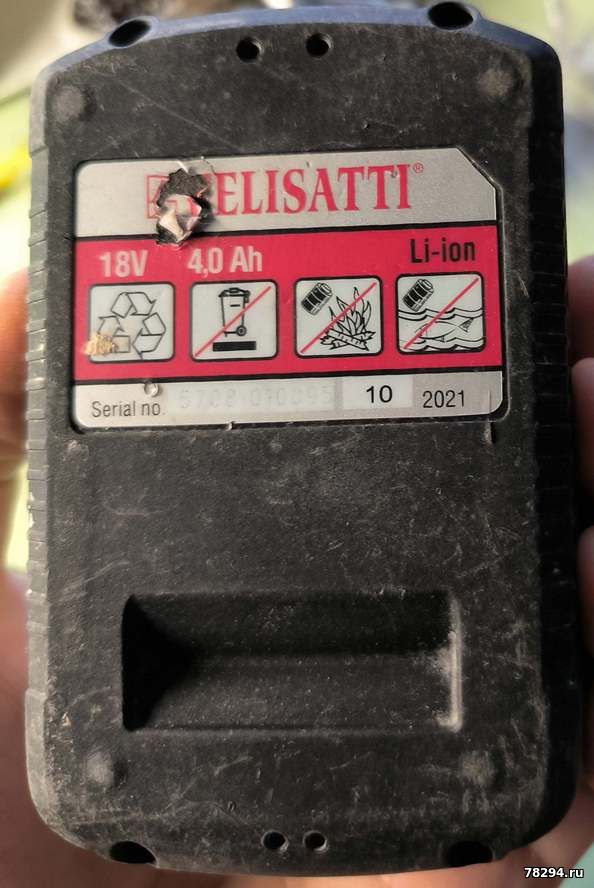 ELISATTI®
18V 4,0 Ah Li-ion
Serial no. 10 2021
78294.ru